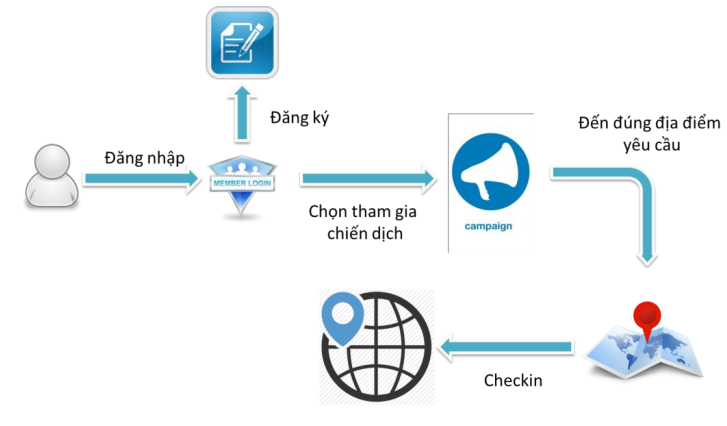 Đăng ký
Đăng nhập
MEMBER LOGIN
Chọn tham gia
chiến dịch
campaign
Đến đúng địa điểm
yêu cầu
Checkin